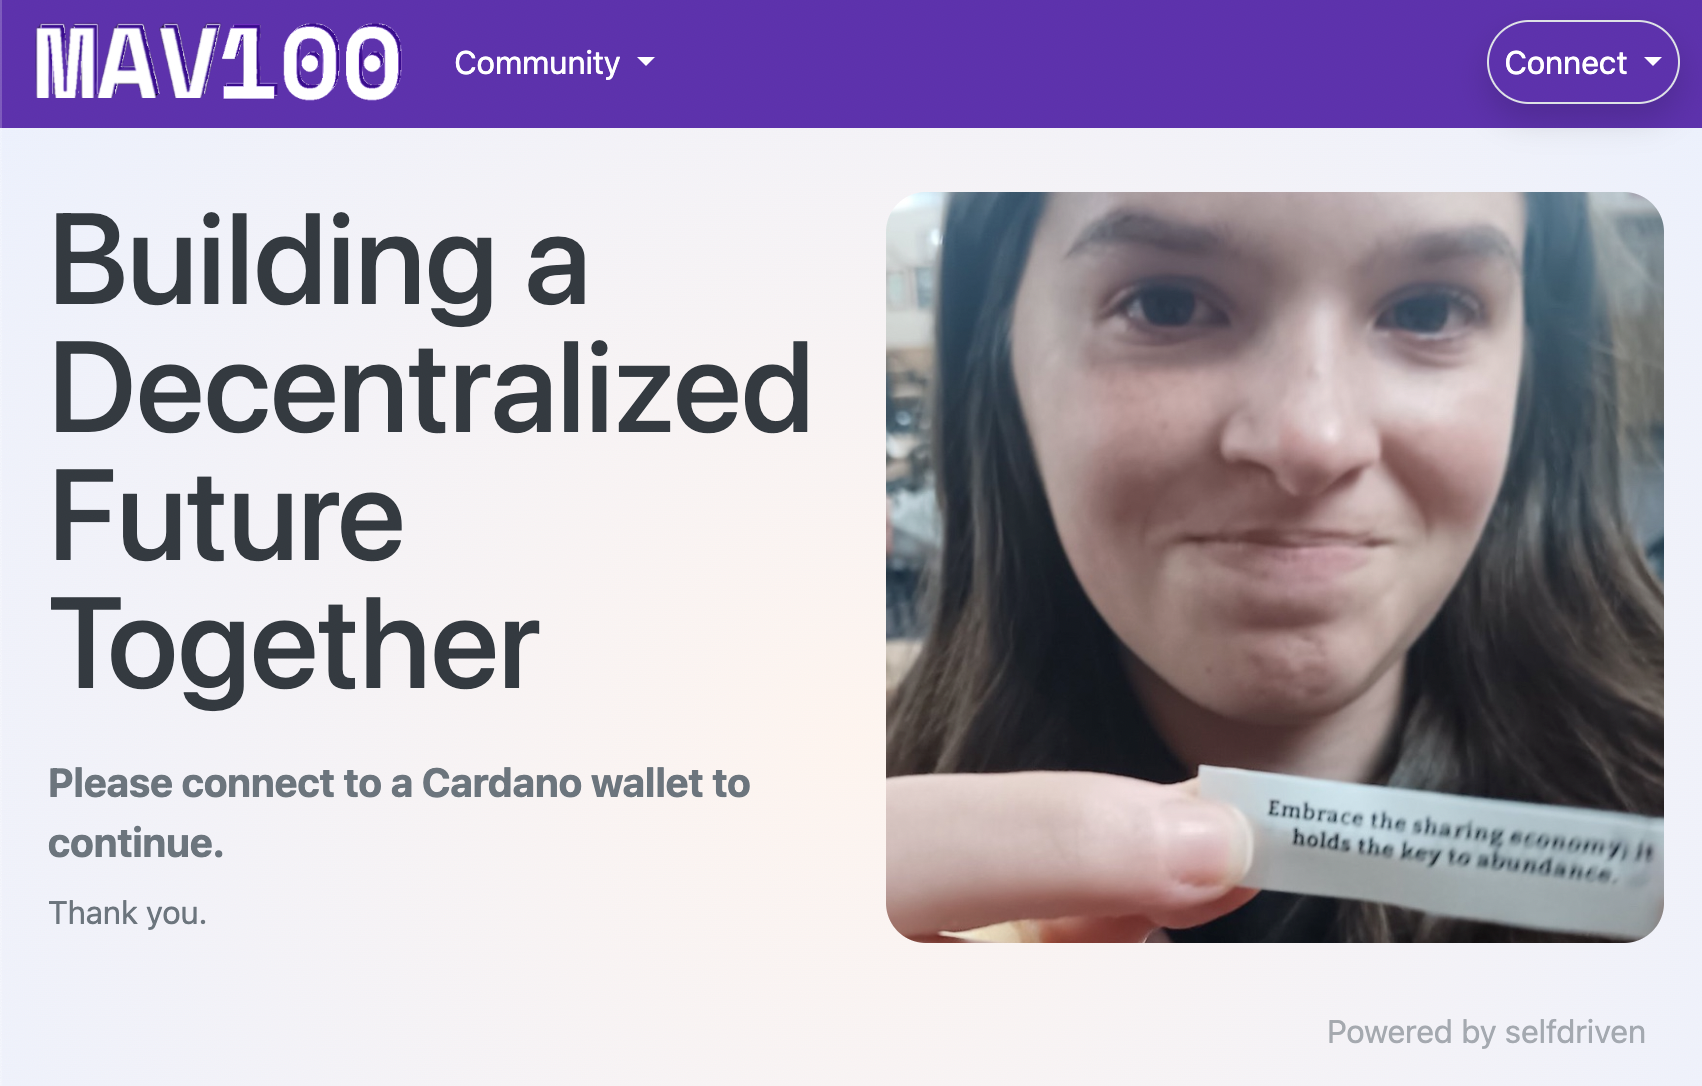 MAV100
Community
Connect
Building a
Decentralized
Future
Together
Please connect to a Cardano wallet to
continue.
Thank you.
Embrace the sharing economy; it
holds the key to abundance.
Powered by selfdriven